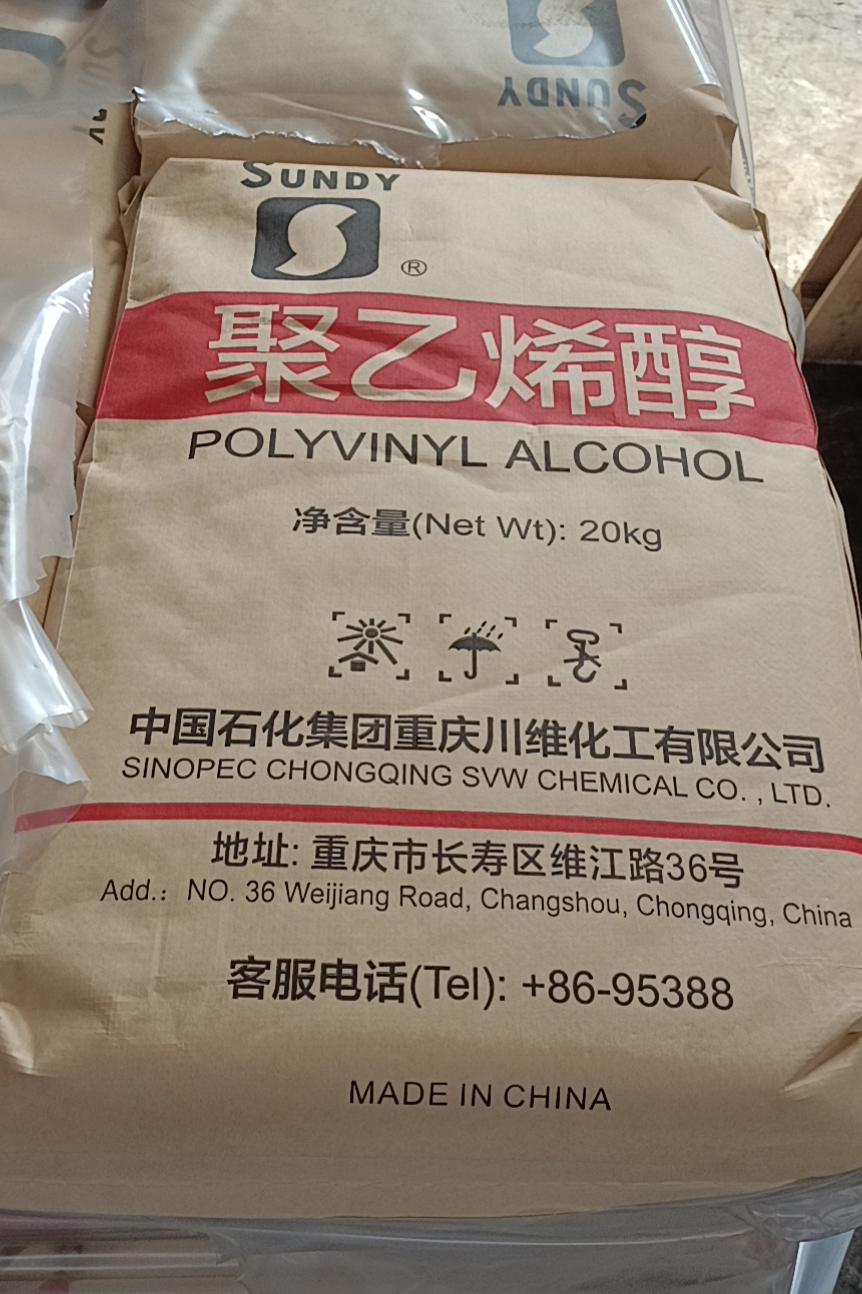 SUNDY
SUNDY
SUNDY
®
聚乙烯醇
POLYVINYL ALCOHOL
净含量(Net Wt): 20kg
中国石化集团重庆川维化工有限公司
SINOPEC CHONGQING SVW CHEMICAL CO. , LTD.
地址: 重庆市长寿区维江路36号
Add.: NO. 36 Weijiang Road, Changshou, Chongqing, China
客服电话(Tel): +86-95388
MADE IN CHINA